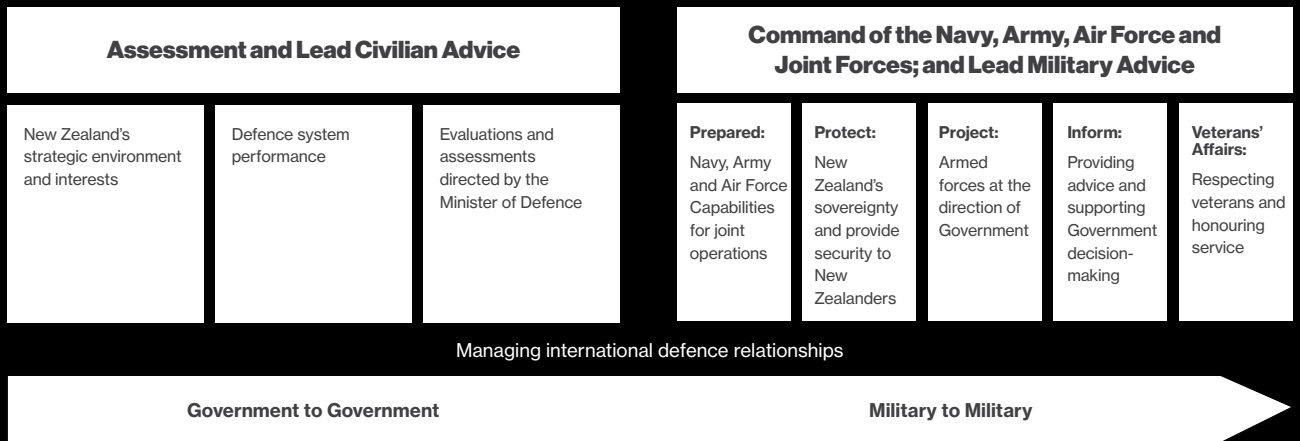 Assessment and Lead Civilian Advice
New Zealand's
strategic environment
and interests
Defence system
performance
Evaluations and
assessments
directed by the
Minister of Defence
Command of the Navy, Army, Air Force and
Joint Forces; and Lead Military Advice
Prepared:
Navy, Army
and Air Force
Capabilities
for joint
operations
Protect:
New
Zealand's
sovereignty
and provide
security to
New
Zealanders
Project:
Armed
forces at the
direction of
Government
Inform:
Providing
advice and
supporting
Government
decision-
making
Veterans'
Affairs:
Respecting
veterans and
honouring
service
Managing international defence relationships
Government to Government
Military to Military